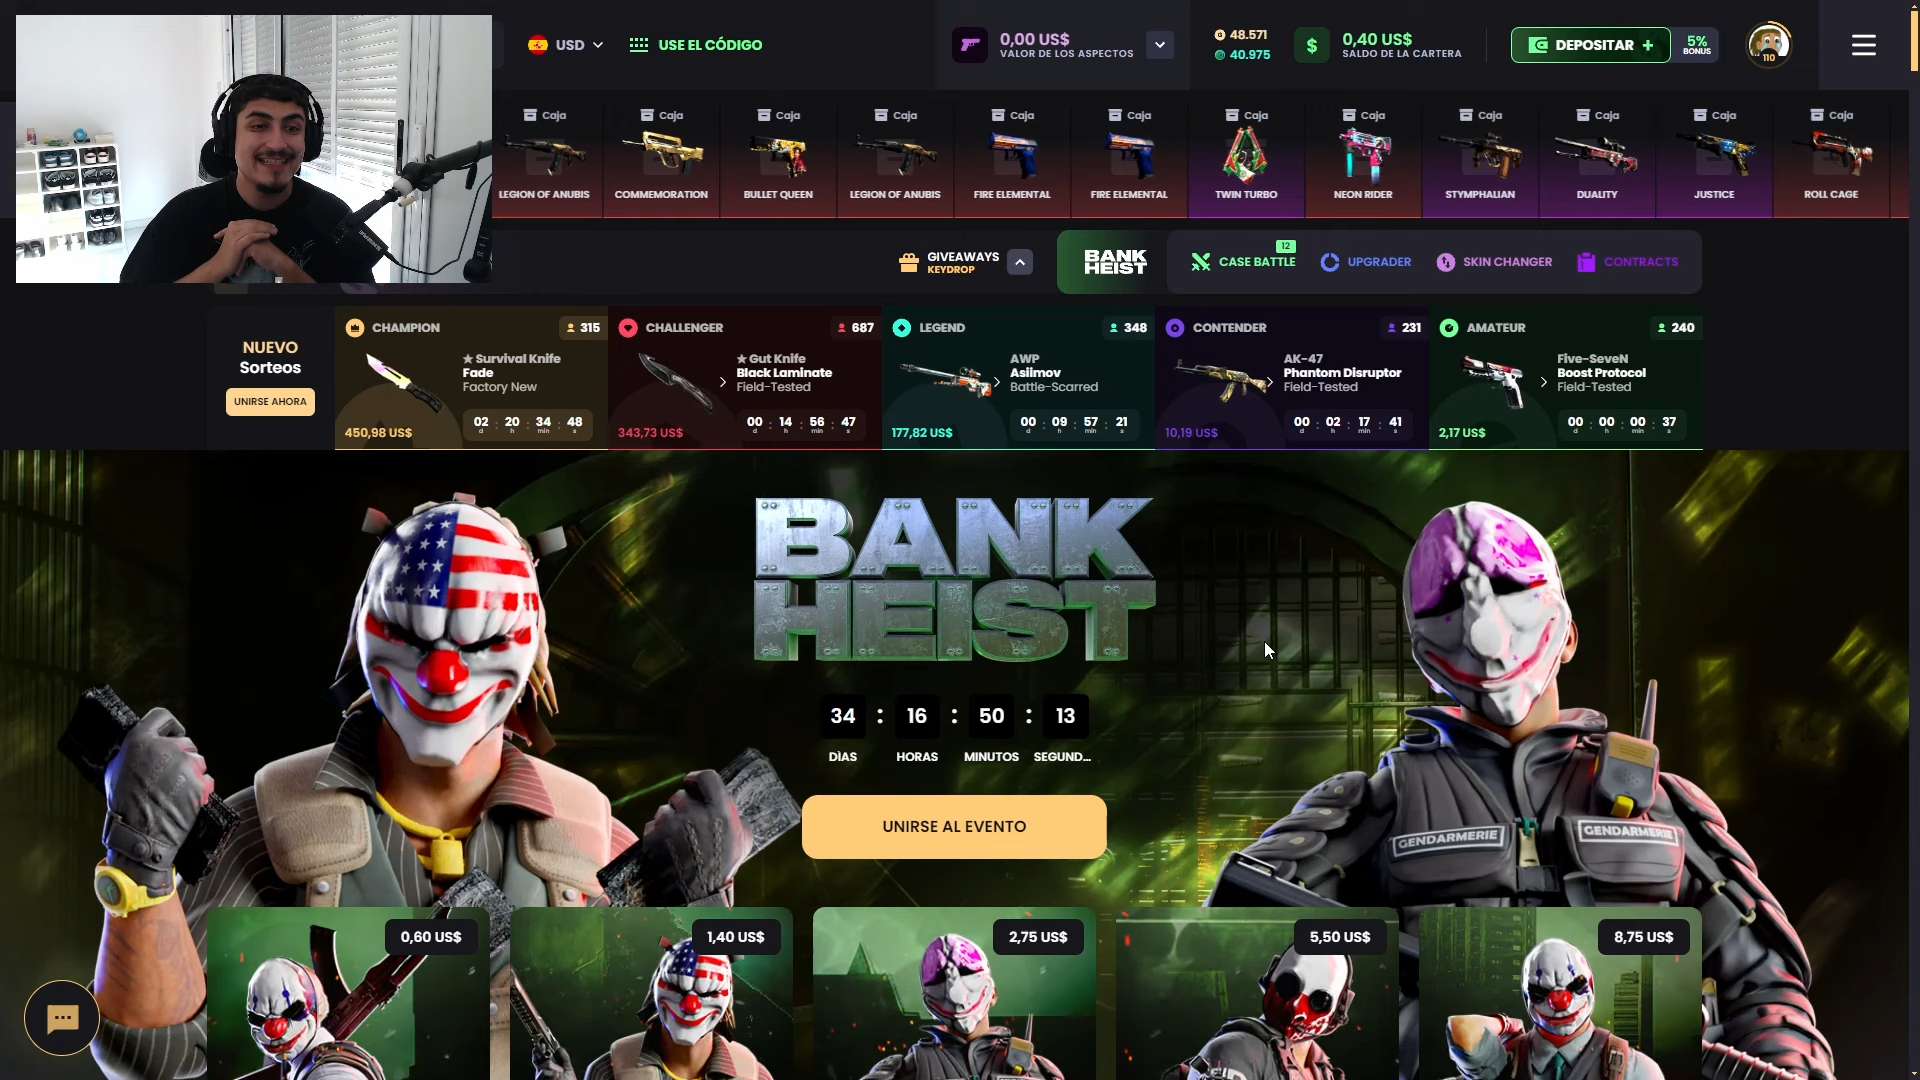 USD
USE EL CÓDIGO
0,00 US$
VALOR DE LOS ASPECTOS
48.571
40.975
$
0,40 US$
SALDO DE LA CARTERA
DEPOSITAR +
5%
BONUS
110
Caja
LEGION OF ANUBIS
Caja
COMMEMORATION
Caja
BULLET QUEEN
Caja
LEGION OF ANUBIS
Caja
FIRE ELEMENTAL
Caja
FIRE ELEMENTAL
Caja
TWIN TURBO
Caja
NEON RIDER
Caja
STYMPHALIAN
Caja
DUALITY
Caja
JUSTICE
Caja
ROLL CAGE
GIVEAWAYS
KEYDROP
BANK
HEIST
12
CASE BATTLE
UPGRADER
SKIN CHANGER
CONTRACTS
NUEVO
Sorteos
UNIRSE AHORA
CHAMPION
315
★ Survival Knife
Fade
Factory New
450,98 US$
02 : 20 : 34 : 48
d h min s
CHALLENGER
687
★ Gut Knife
Black Laminate
Field-Tested
343,73 US$
00 : 14 : 56 : 47
d h min s
LEGEND
348
AWP
Asiimov
Battle-Scarred
177,82 US$
00 : 09 : 57 : 21
d h min s
CONTENDER
231
AK-47
Phantom Disruptor
Field-Tested
10,19 US$
00 : 02 : 17 : 41
d h min s
AMATEUR
240
Five-SeveN
Boost Protocol
Field-Tested
2,17 US$
00 : 00 : 00 : 37
d h min s
BANK
HEIST
34 : 16 : 50 : 13
DÌAS HORAS MINUTOS SEGUND...
UNIRSE AL EVENTO
GENDARMERIE
GENDARMERIE
0,60 US$
1,40 US$
2,75 US$
5,50 US$
8,75 US$